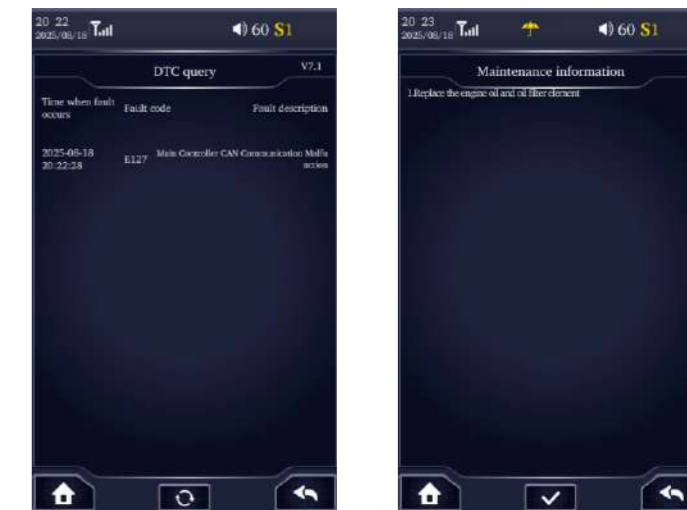 20 22
2025/08/18
60 S1
DTC query
V7.1
Time when fault
occurs
Fault code
Fault description
2025-08-18
20:22:28
E127
Main Controller CAN Communication Malfu
nction
20 23
2025/08/18
60 S1
Maintenance information
1.Replace the engine oil and oil filter element